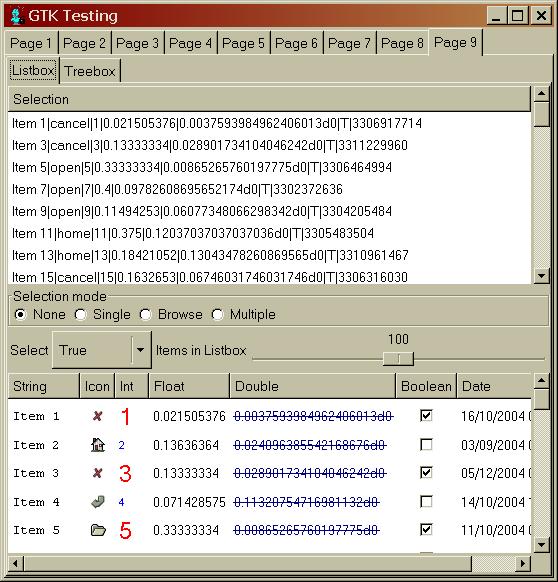 GTK Testing
Page 1 Page 2 Page 3 Page 4 Page 5 Page 6 Page 7 Page 8 Page 9
Listbox Treebox
Selection
Item 1|cancel|1|0.021505376|0.0037593984962406013d0|T|3306917714
Item 3|cancel|3|0.13333334|0.028901734104046242d0|T|3311229960
Item 5|open|5|0.33333334|0.00865265760197775d0|T|3306464994
Item 7|open|7|0.4|0.09782608695652174d0|T|3302372636
Item 9|open|9|0.11494253|0.06077348066298342d0|T|3304205484
Item 11|home|11|0.375|0.12037037037037036d0|T|3305483504
Item 13|home|13|0.18421052|0.13043478260869565d0|T|3310961467
Item 15|cancel|15|0.1632653|0.06746031746031746d0|T|3306316030
Selection mode
None Single Browse Multiple
100
Select True Items in Listbox
String Icon Int Float Double Boolean Date
Item 1 1 0.021505376 0.0037593984962406013d0 16/10/2004 0
Item 2 2 0.13636364 0.024096385542168676d0 03/09/2004 0
Item 3 3 0.13333334 0.028901734104046242d0 05/12/2004 0
Item 4 4 0.071428575 0.11320754716981132d0 14/10/2004 1
Item 5 5 0.33333334 0.00865265760197775d0 11/10/2004 0